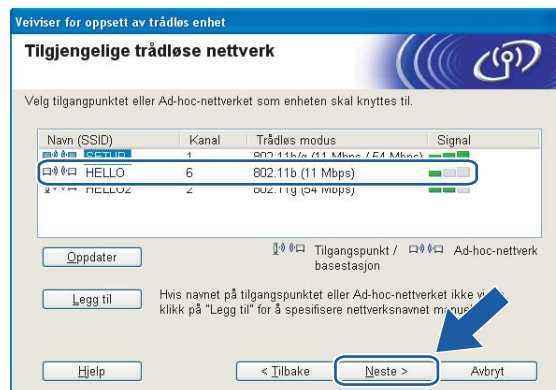 Veiviser for oppsett av trådløs enhet
Tilgjengelige trådløse nettverk
Velg tilgangpunktet eller Ad-hoc-nettverket som enheten skal knyttes til.
Navn (SSID) Kanal Trådløs modus Signal
SETUP 1 802.11b/g (11 Mbps / 54 Mbps)
HELLO 6 802.11b (11 Mbps)
HELLO2 2 802.11g (54 Mbps)
Oppdater
Tilgangspunkt / basestasjon
Ad-hoc-nettverk
Legg til
Hvis navnet på tilgangspunktet eller Ad-hoc-nettverket ikke
klikk på "Legg til" for å spesifisere nettverksnavnet
Hjelp < Tilbake Neste > Avbryt